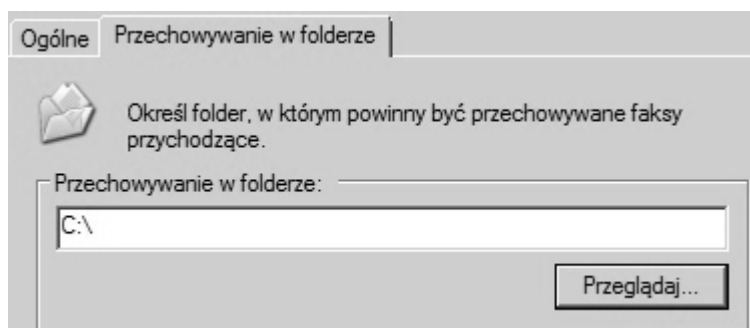 Ogólne Przechowywanie w folderze
Określ folder, w którym powinny być przechowywane faksy
przychodzące.
Przechowywanie w folderze:
C:\
Przeglądaj...